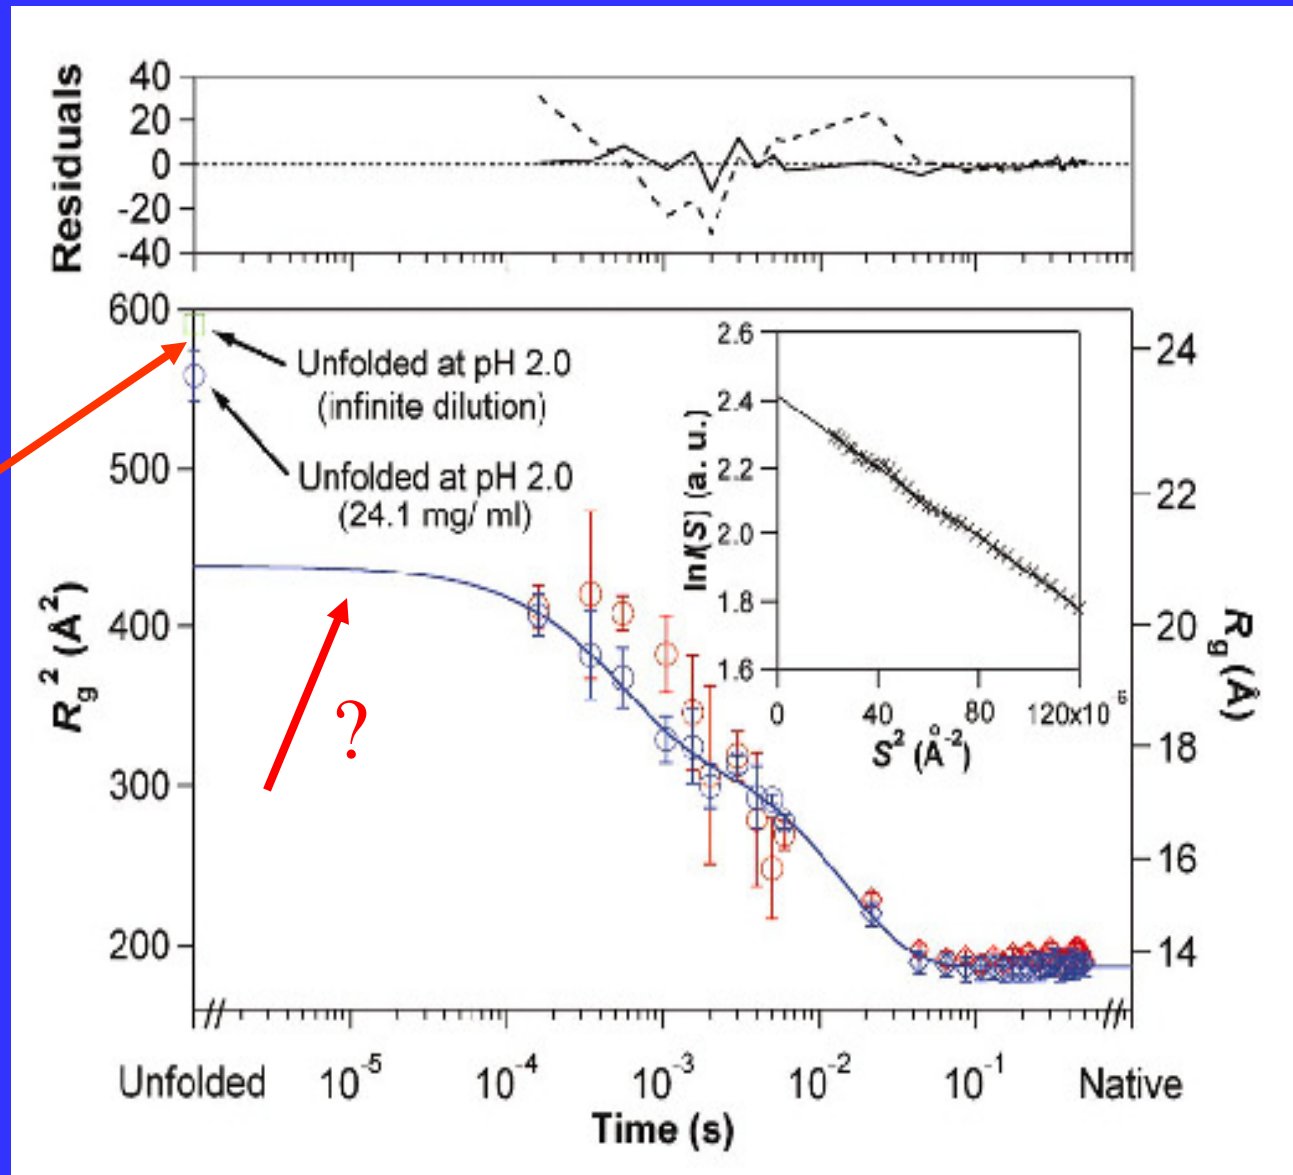 Residuals
40
20
0
-20
-40
600
500
400
300
200
R_g^2 (Å^2)
Unfolded at pH 2.0
(infinite dilution)
Unfolded at pH 2.0
(24.1 mg/ ml)
?
2.6
2.4
2.2
2.0
1.8
1.6
lnI(S) (a. u.)
0 40 80 120x10^-6
S^2 (Å^-2)
24
22
20
18
16
14
R_g (Å)
Unfolded 10^-5 10^-4 10^-3 10^-2 10^-1 Native
Time (s)